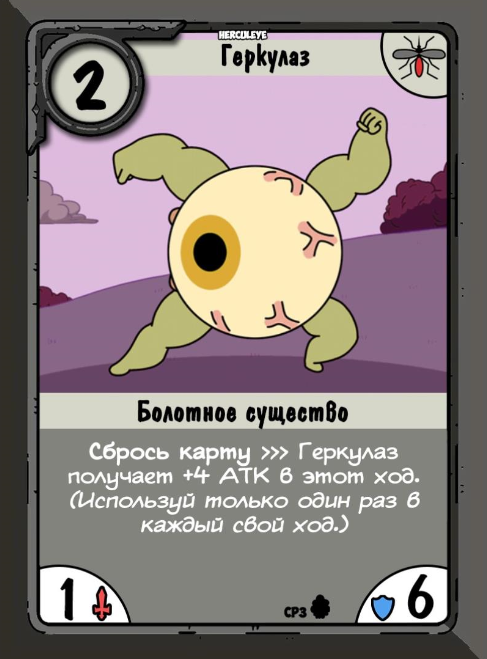 HERCULEYE
Геркулаз
2
Болотное существо
Сбрось карту >>> Геркулаз
получает +4 АТК в этот ход.
(Используй только один раз в
каждый свой ход.)
1
СР3
6